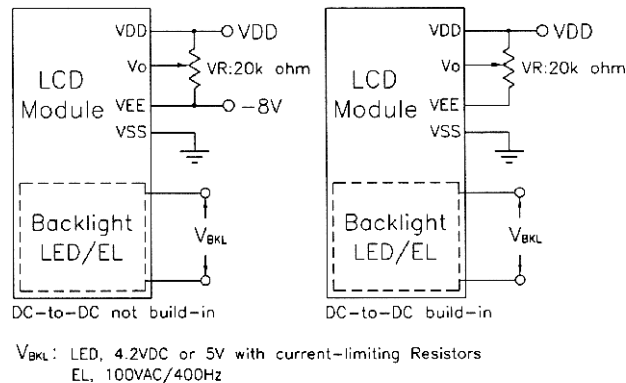 VDD
VDD
Vo
VR:20k ohm
LCD
Module
VEE
-8V
VSS
Backlight
LED/EL
VBKL
DC-to-DC not build-in
VDD
VDD
Vo
VR:20k ohm
LCD
Module
VEE
VSS
Backlight
LED/EL
VBKL
DC-to-DC build-in
VBKL: LED, 4.2VDC or 5V with current-limiting Resistors
EL, 100VAC/400Hz